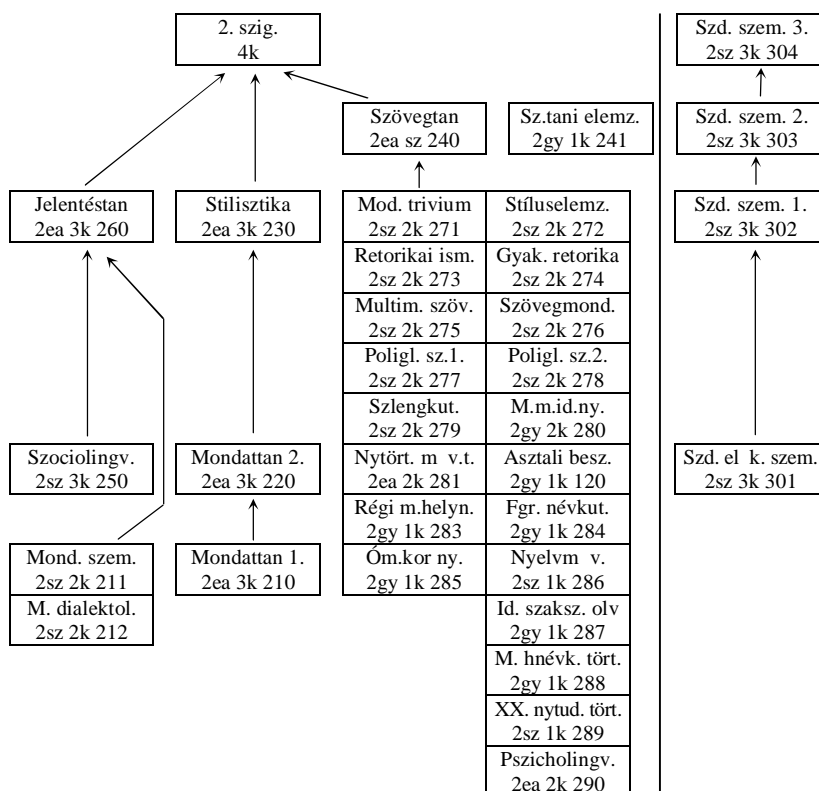 2. szig.
4k
Szd. szem. 3.
2sz 3k 304
Szövegtan
2ea sz 240
Sz.tani elemz.
2gy 1k 241
Szd. szem. 2.
2sz 3k 303
Jelentéstan
2ea 3k 260
Stilisztika
2ea 3k 230
Mod. trivium
2sz 2k 271
Stíluselemz.
2sz 2k 272
Szd. szem. 1.
2sz 3k 302
Retorikai ism.
2sz 2k 273
Gyak. retorika
2sz 2k 274
Multim. szöv.
2sz 2k 275
Szövegmond.
2sz 2k 276
Poligl. sz.1.
2sz 2k 277
Poligl. sz.2.
2sz 2k 278
Szlengkut.
2sz 2k 279
M.m.id.ny.
2gy 2k 280
Szociolingv.
2sz 3k 250
Mondattan 2.
2ea 3k 220
Nytört. m v.t.
2ea 2k 281
Asztali besz.
2gy 1k 120
Szd. el k. szem.
2sz 3k 301
Régi m.helyn.
2gy 1k 283
Fgr. névkut.
2gy 1k 284
Mond. szem.
2sz 2k 211
Mondattan 1.
2ea 3k 210
Óm.kor ny.
2gy 1k 285
Nyelvm v.
2sz 1k 286
M. dialektol.
2sz 2k 212
Id. szaksz. olv
2gy 1k 287
M. hnévk. tört.
2gy 1k 288
XX. nytud. tört.
2sz 1k 289
Pszicholingv.
2ea 2k 290